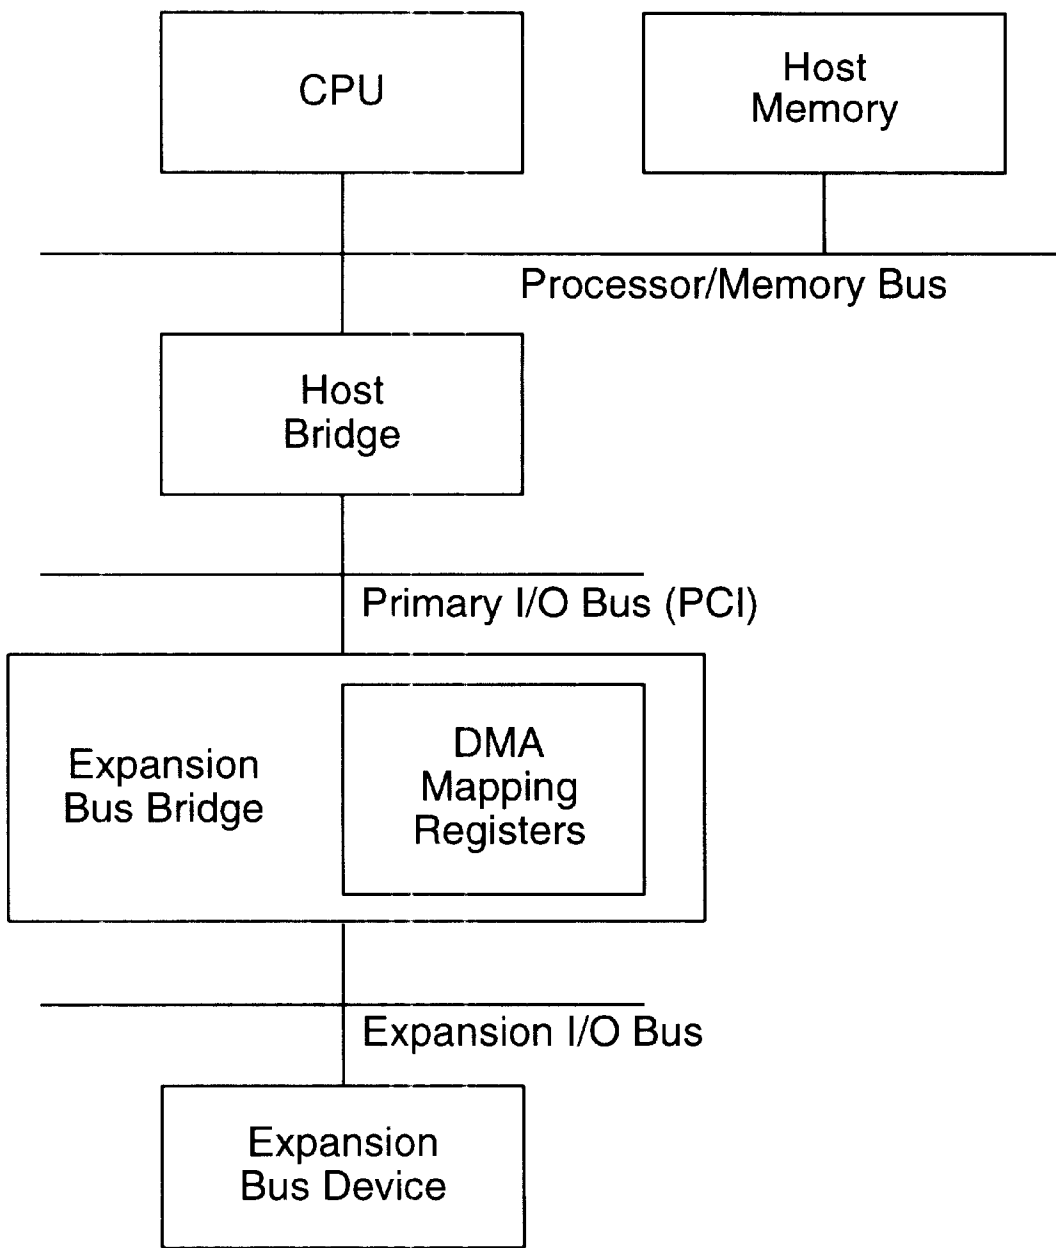 CPU
Host
Memory
Processor/Memory Bus
Host
Bridge
Primary I/O Bus (PCI)
Expansion
Bus Bridge
DMA
Mapping
Registers
Expansion I/O Bus
Expansion
Bus Device